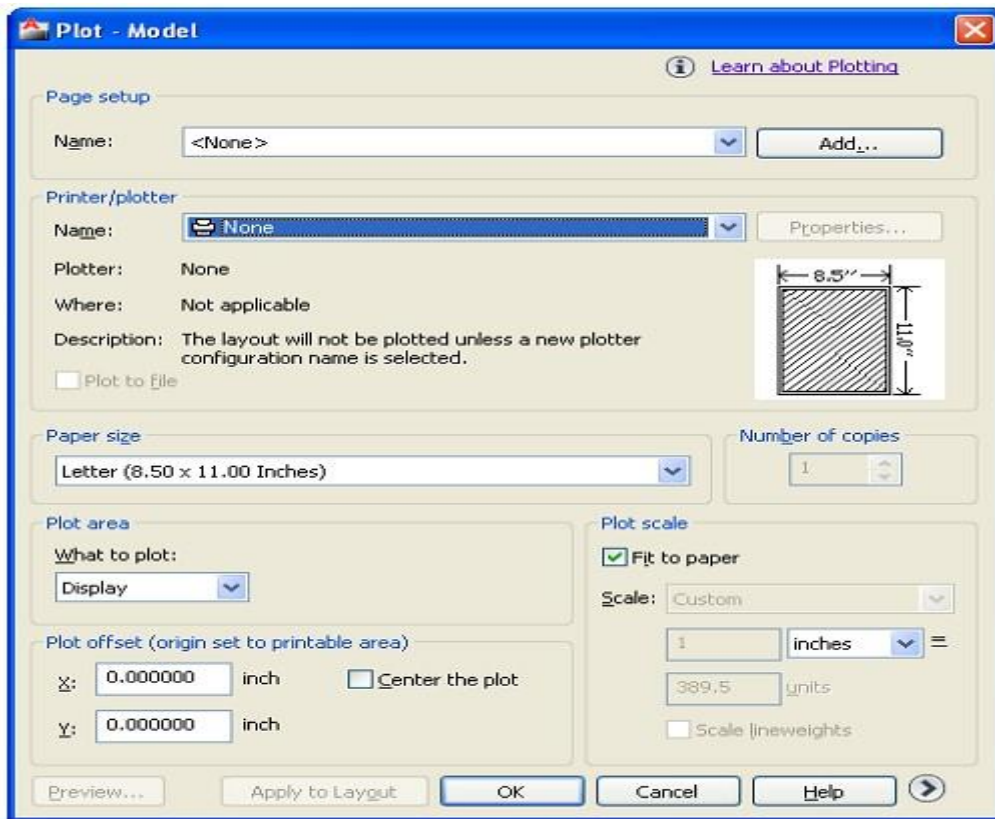 Plot - Model
Learn about Plotting
Page setup
Name: <None> Add...
Printer/plotter
Name: None Properties...
Plotter: None
Where: Not applicable
Description: The layout will not be plotted unless a new plotter
configuration name is selected.
Plot to file
8.5''
11.0''
Paper size
Letter (8.50 x 11.00 Inches)
Number of copies
1
Plot area
What to plot:
Display
Plot scale
Fit to paper
Scale: Custom
1 inches =
389.5 units
Scale lineweights
Plot offset (origin set to printable area)
X: 0.000000 inch Center the plot
Y: 0.000000 inch
Preview... Apply to Layout OK Cancel Help